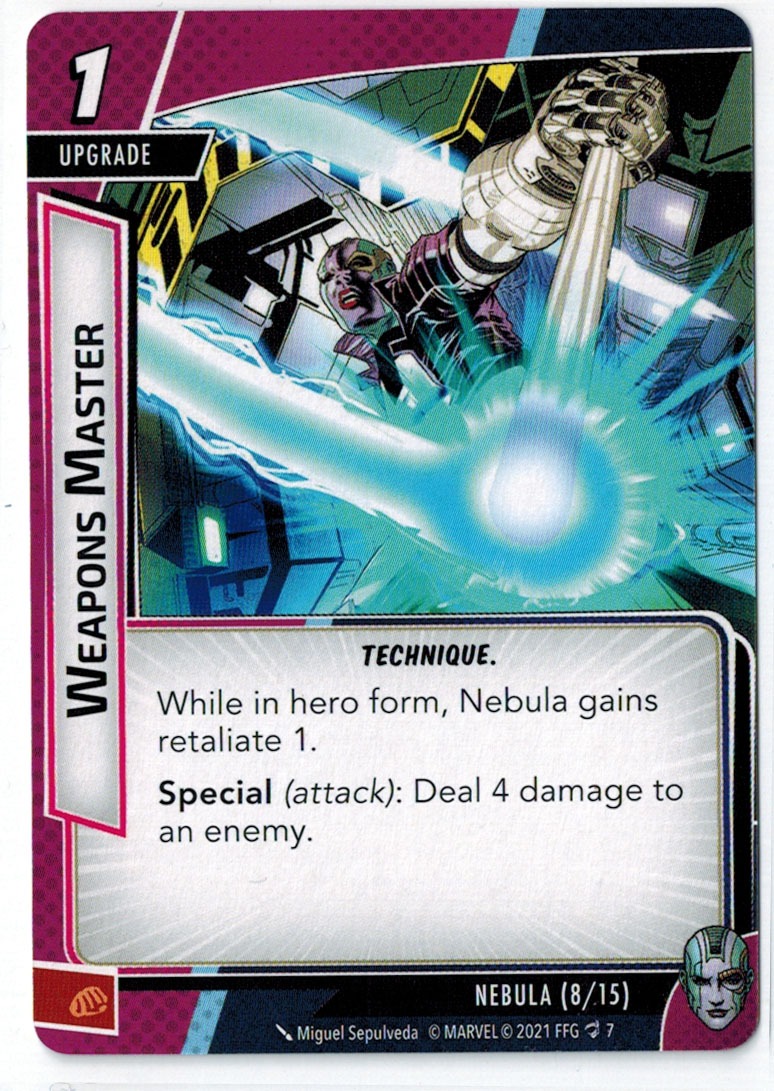 1
UPGRADE
WEAPONS MASTER
TECHNIQUE.
While in hero form, Nebula gains
retaliate 1.
Special (attack): Deal 4 damage to
an enemy.
NEBULA (8/15)
Miguel Sepulveda © MARVEL © 2021 FFG 7